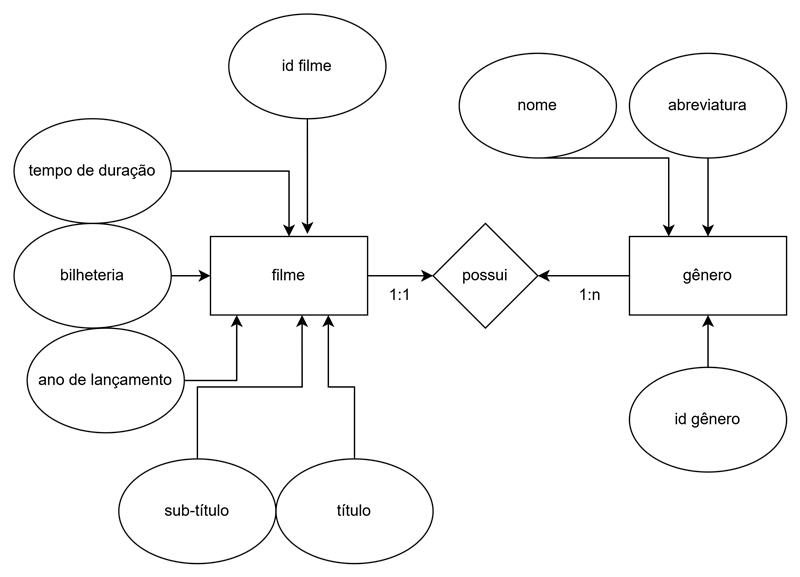 id filme
nome
abreviatura
tempo de duração
bilheteria
filme
possui
gênero
1:1
1:n
ano de lançamento
id gênero
sub-título
título